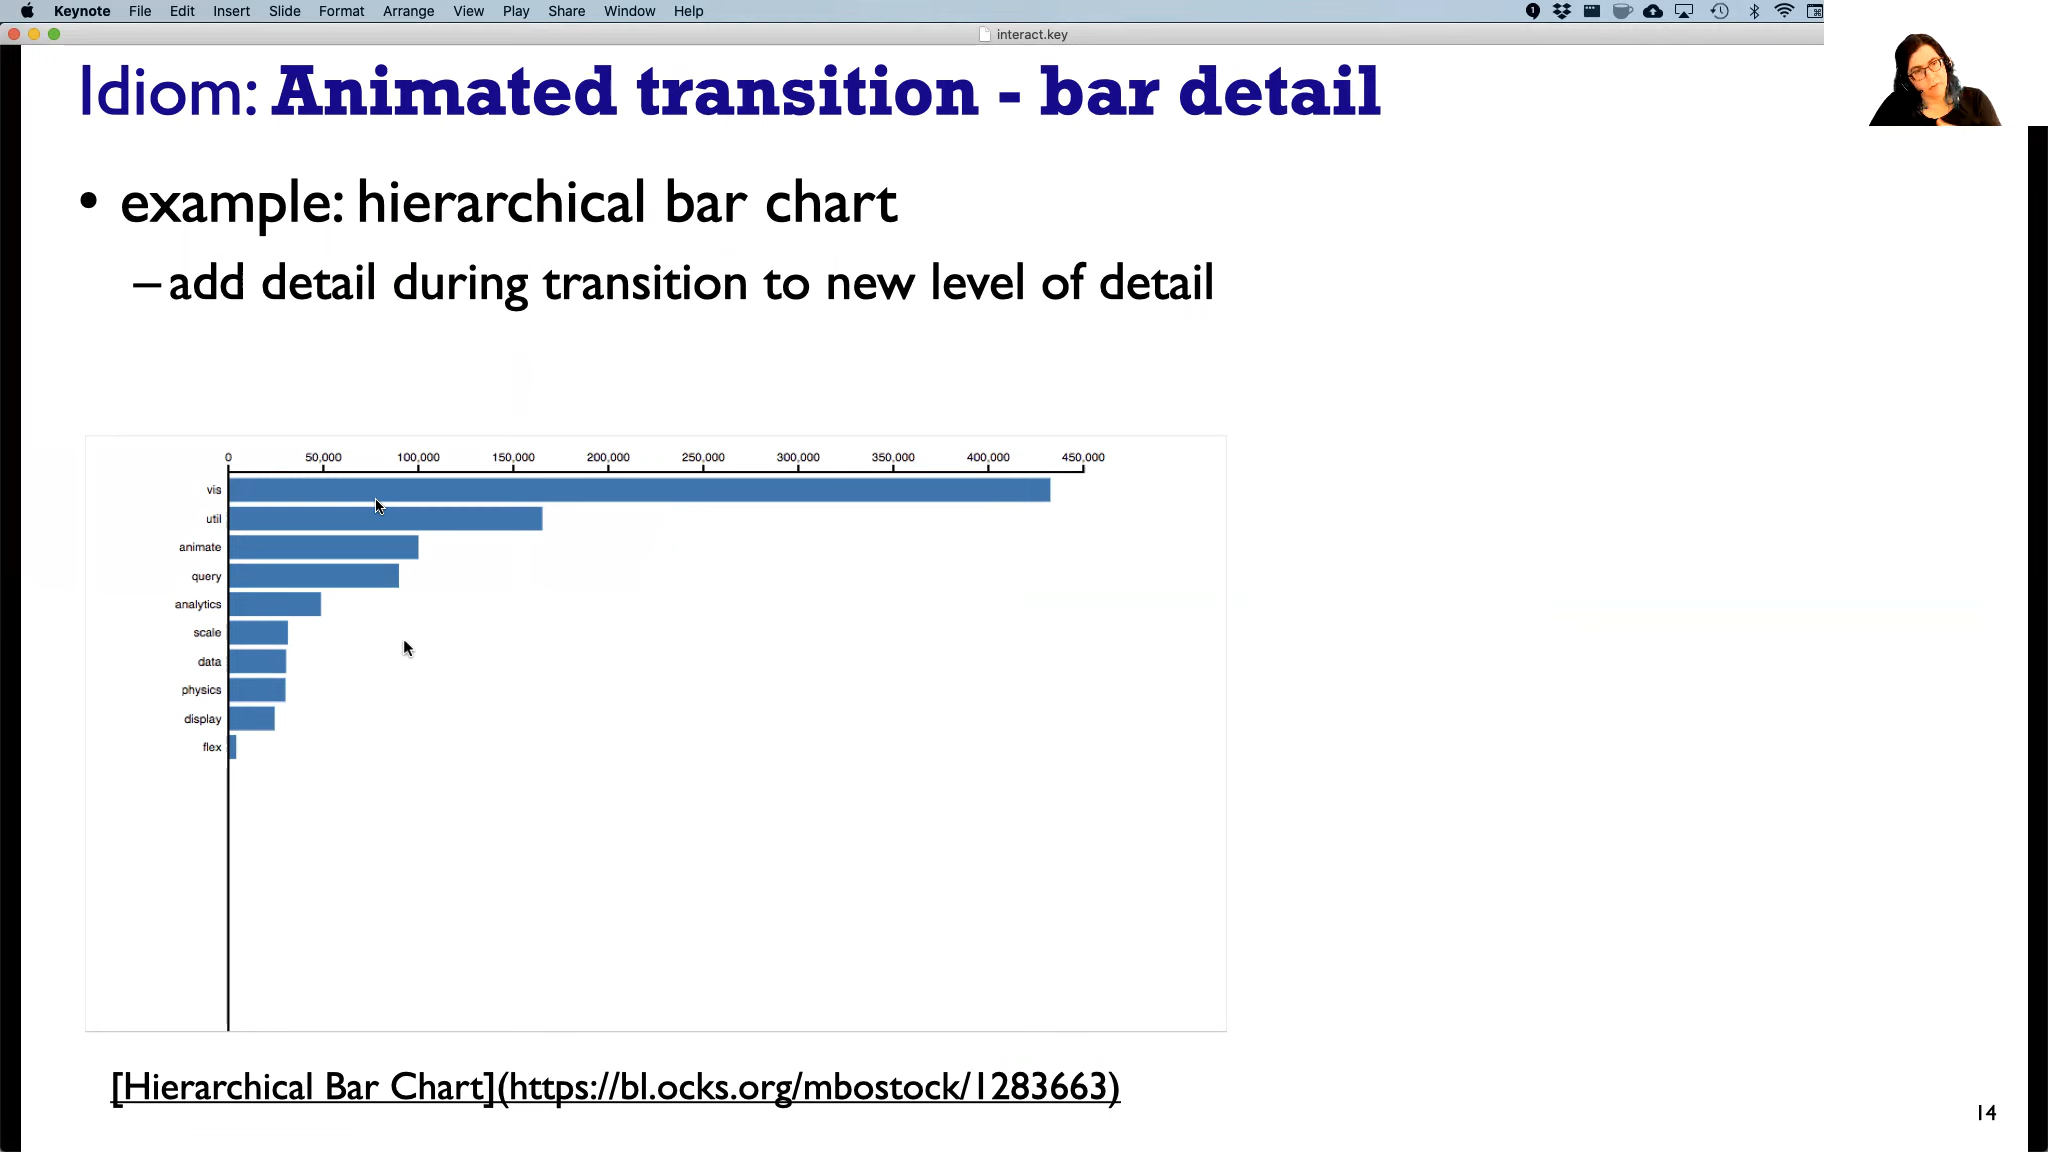 Keynote File Edit Insert Slide Format Arrange View Play Share Window Help
interact.key
Idiom: Animated transition - bar detail
• example: hierarchical bar chart
– add detail during transition to new level of detail
0 50,000 100,000 150,000 200,000 250,000 300,000 350,000 400,000 450,000
vis
util
animate
query
analytics
scale
data
physics
display
flex
[Hierarchical Bar Chart](https://bl.ocks.org/mbostock/1283663)
14